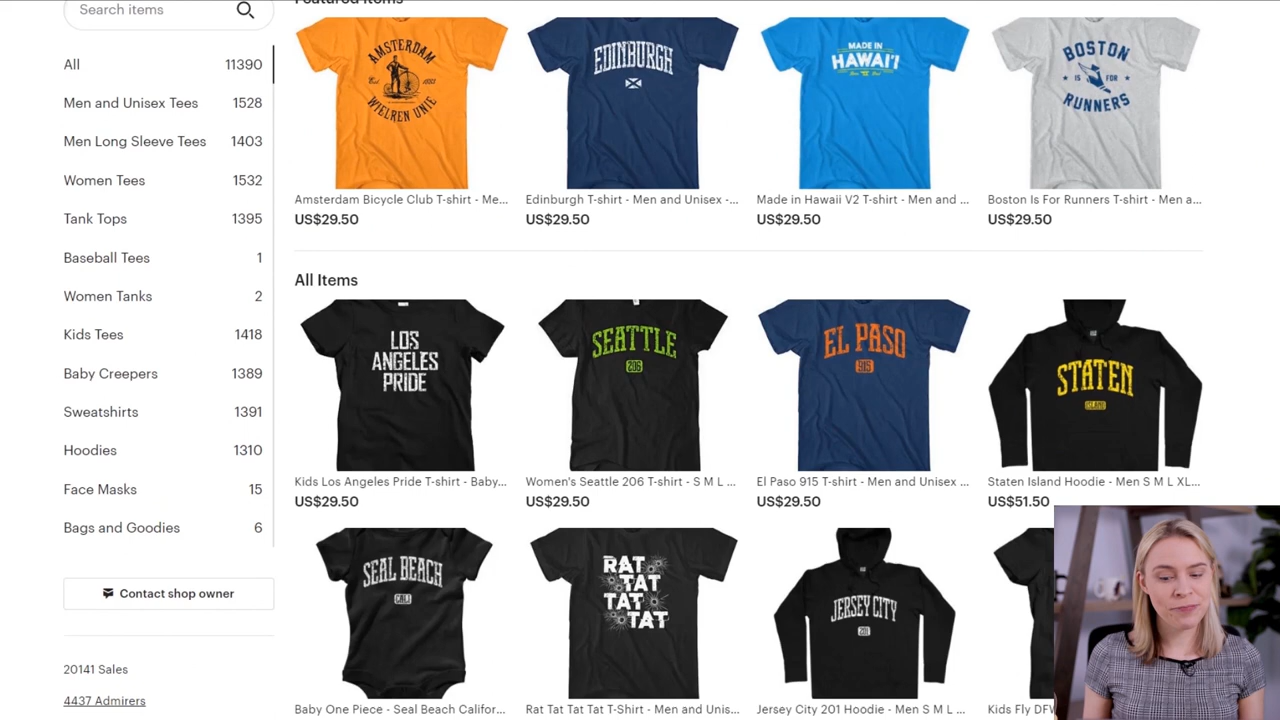 Featured Items
Search items
All 11390
Men and Unisex Tees 1528
Men Long Sleeve Tees 1403
Women Tees 1532
Tank Tops 1395
Baseball Tees 1
Women Tanks 2
Kids Tees 1418
Baby Creepers 1389
Sweatshirts 1391
Hoodies 1310
Face Masks 15
Bags and Goodies 6
Contact shop owner
20141 Sales
4437 Admirers
AMSTERDAM
WIELREN UNIE
EDINBURGH
MADE IN
HAWAI'I
BOSTON
IS FOR
RUNNERS
Amsterdam Bicycle Club T-shirt - Me...
US$29.50
Edinburgh T-shirt - Men and Unisex -...
US$29.50
Made in Hawaii V2 T-shirt - Men and ...
US$29.50
Boston Is For Runners T-shirt - Men a...
US$29.50
All Items
LOS
ANGELES
PRIDE
SEATTLE
206
EL PASO
915
STATEN
ISLAND
Kids Los Angeles Pride T-shirt - Baby...
US$29.50
Women's Seattle 206 T-shirt - S M L ...
US$29.50
El Paso 915 T-shirt - Men and Unisex ...
US$29.50
Staten Island Hoodie - Men S M L XL...
US$51.50
SEAL BEACH
CALI
RAT
TAT
TAT
TAT
JERSEY CITY
201
Baby One Piece - Seal Beach Califor...
Rat Tat Tat Tat T-Shirt - Men and Unis...
Jersey City 201 Hoodie - Men S M L ...
Kids Fly DFW